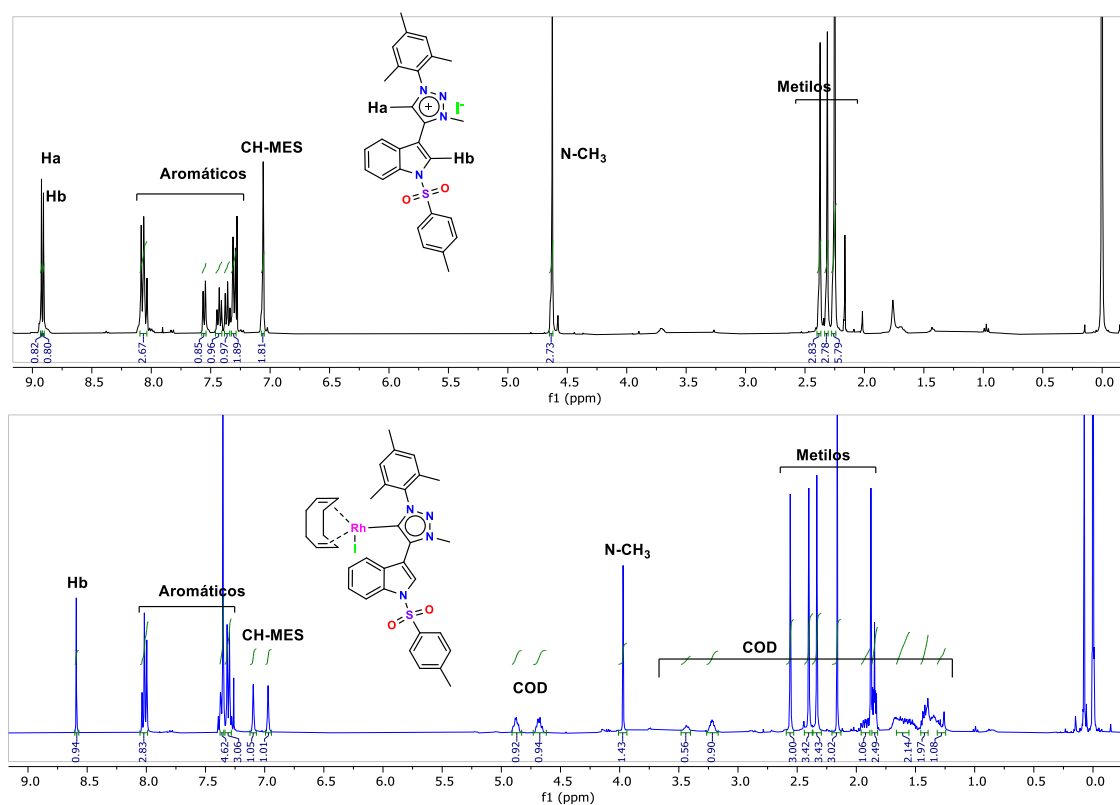 Ha
Hb
Aromáticos
CH-MES
Ha
N
N
N
+
I-
Hb
N
S
O
O
N-CH3
Metilos
0.82
0.80
2.67
0.85
0.96
0.97
1.89
1.81
2.73
2.83
2.78
5.79
9.0
8.5
8.0
7.5
7.0
6.5
6.0
5.5
5.0
4.5
4.0
3.5
3.0
2.5
2.0
1.5
1.0
0.5
0.0
f1 (ppm)
Hb
Aromáticos
CH-MES
Rh
I
N
N
N
N
S
O
O
COD
N-CH3
Metilos
COD
0.94
2.83
4.62
3.06
1.05
1.01
0.92
0.94
1.43
0.56
0.90
3.00
3.42
3.43
3.02
1.06
2.49
2.14
1.97
1.08
9.0
8.5
8.0
7.5
7.0
6.5
6.0
5.5
5.0
4.5
4.0
3.5
3.0
2.5
2.0
1.5
1.0
0.5
0.0
f1 (ppm)